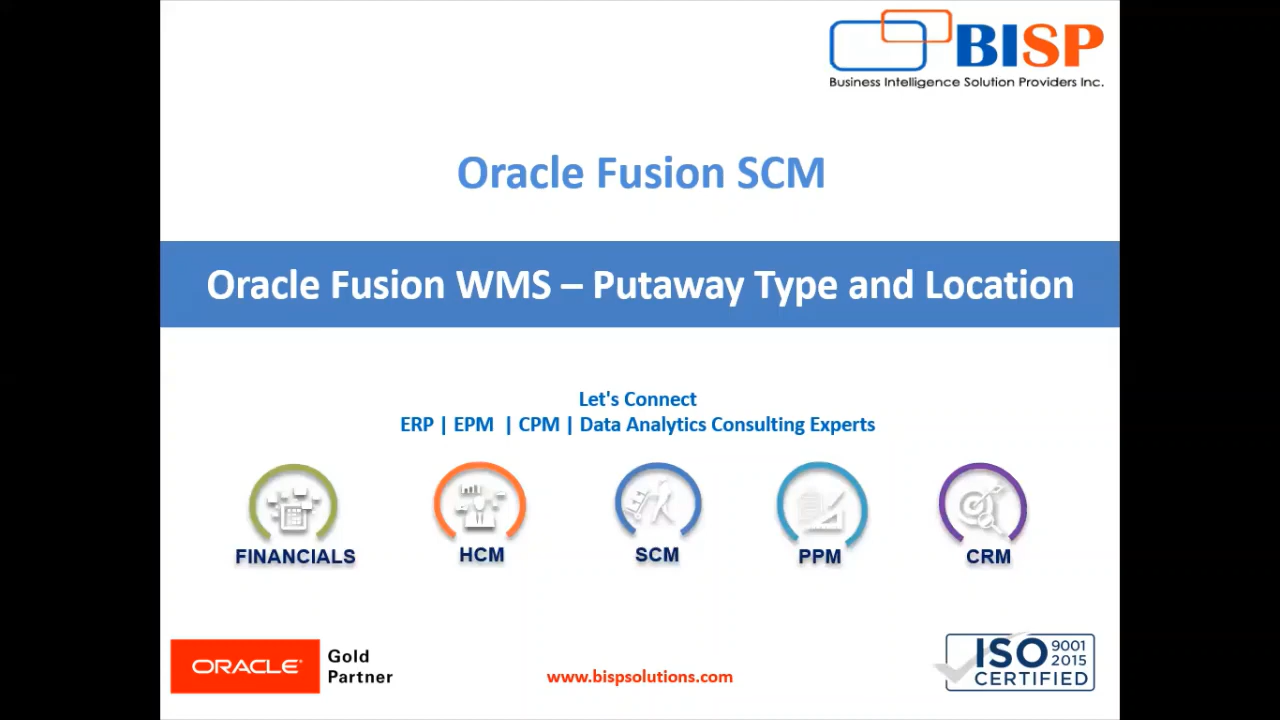 BISP
Business Intelligence Solution Providers Inc.
Oracle Fusion SCM
Oracle Fusion WMS – Putaway Type and Location
Let's Connect
ERP | EPM | CPM | Data Analytics Consulting Experts
FINANCIALS
HCM
SCM
PPM
CRM
ORACLE®
Gold
Partner
www.bispsolutions.com
ISO 9001
2015
CERTIFIED